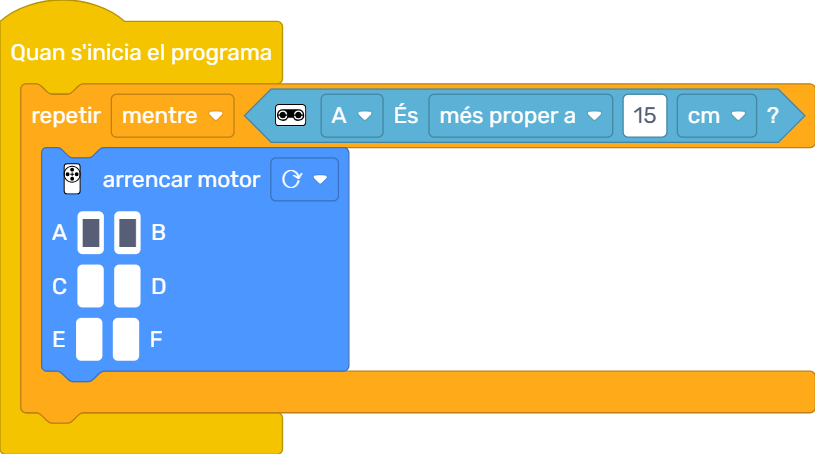 Quan s'inicia el programa
repetir mentre A És més proper a 15 cm ?
arrencar motor
A B
C D
E F